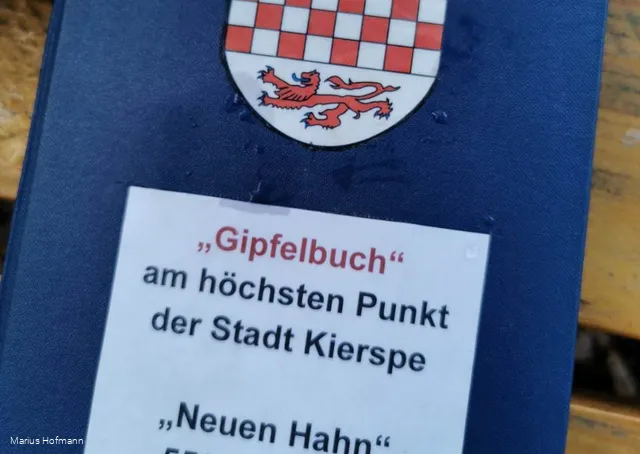 „Gipfelbuch“
am höchsten Punkt
der Stadt Kierspe
„Neuen Hahn“
Marius Hofmann